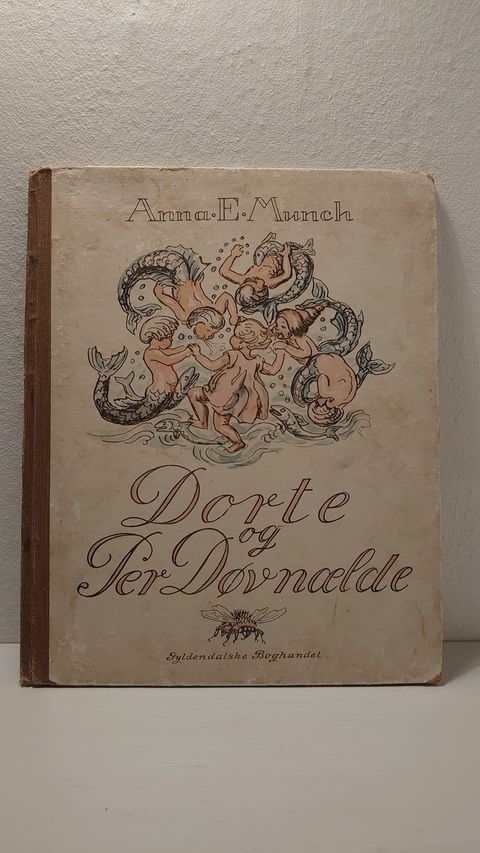 Anna·E·Munch
Dorte
og
Per Døvnælde
Gyldendalske Boghandel